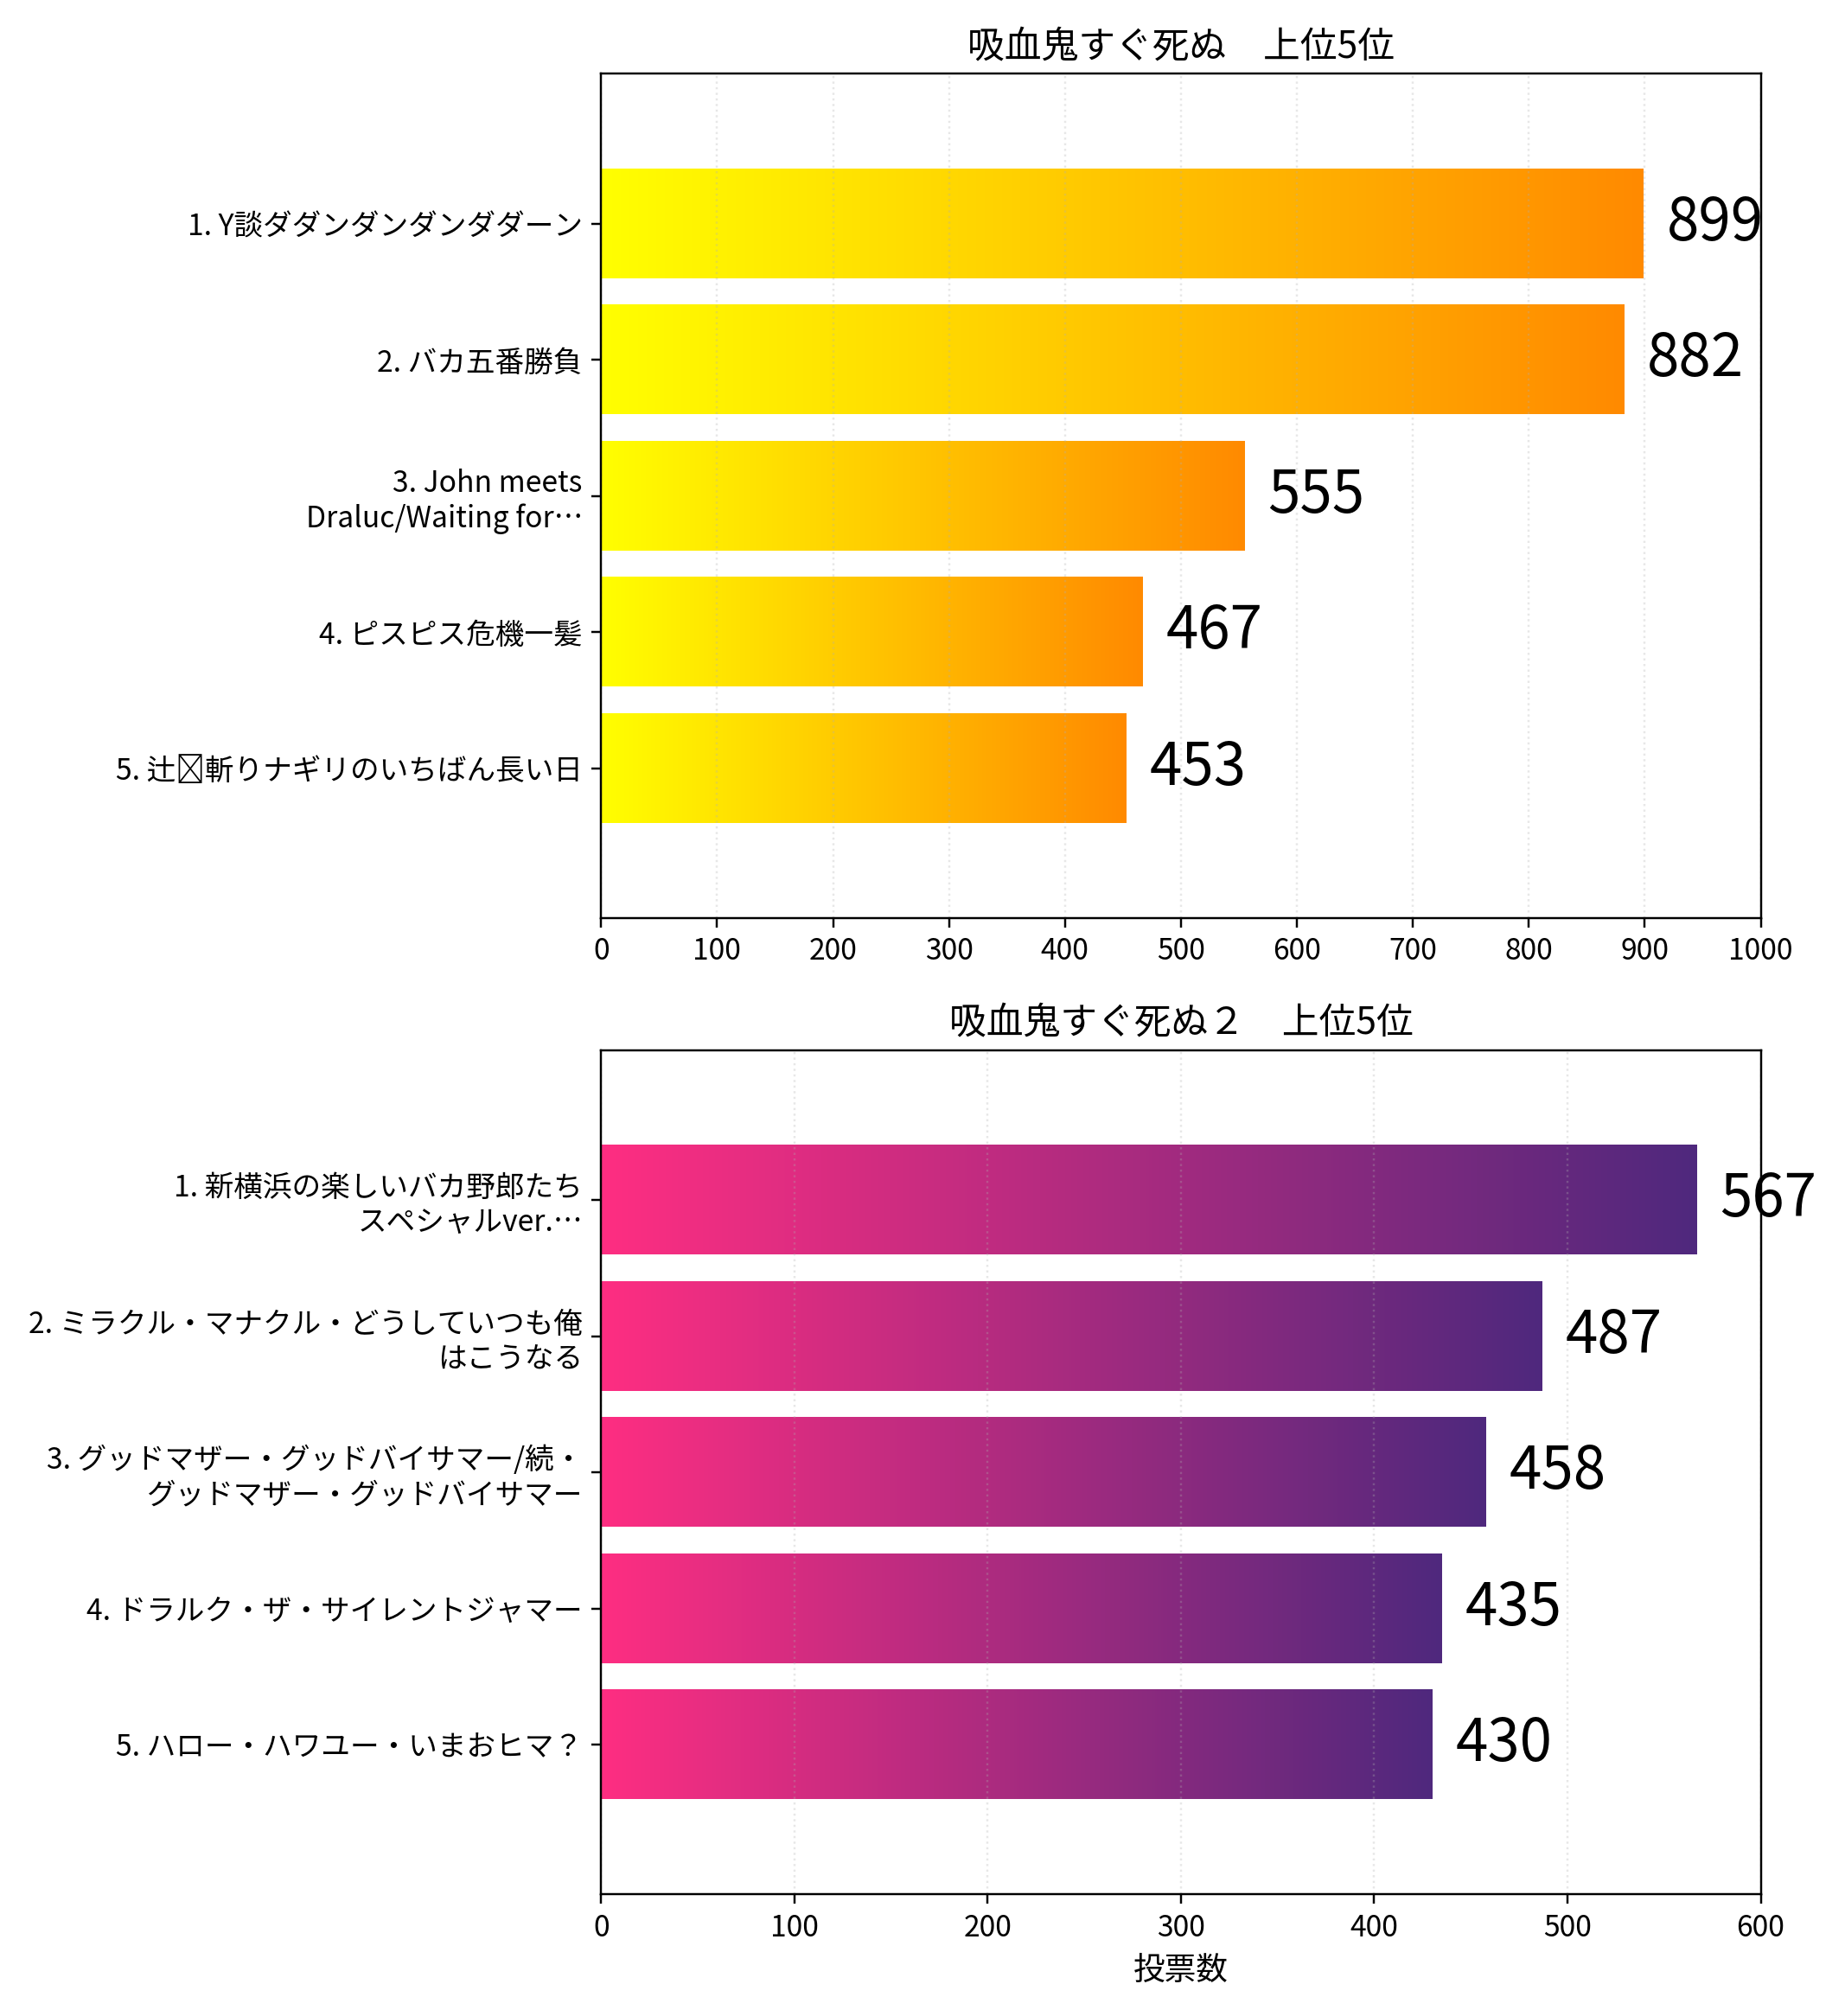 吸血鬼すぐ死ぬ　上位5位
1. Y談ダダンダンダンダダーン
899
2. バカ五番勝負
882
3. John meets
Draluc/Waiting for…
555
4. ピスピス危機一髪
467
5. 辻斬りナギリのいちばん長い日
453
0 100 200 300 400 500 600 700 800 900 1000
吸血鬼すぐ死ぬ２　上位5位
1. 新横浜の楽しいバカ野郎たち
スペシャルver.…
567
2. ミラクル・マナクル・どうしていつも俺
はこうなる
487
3. グッドマザー・グッドバイサマー/続・
グッドマザー・グッドバイサマー
458
4. ドラルク・ザ・サイレントジャマー
435
5. ハロー・ハワユー・いまおヒマ？
430
0 100 200 300 400 500 600
投票数